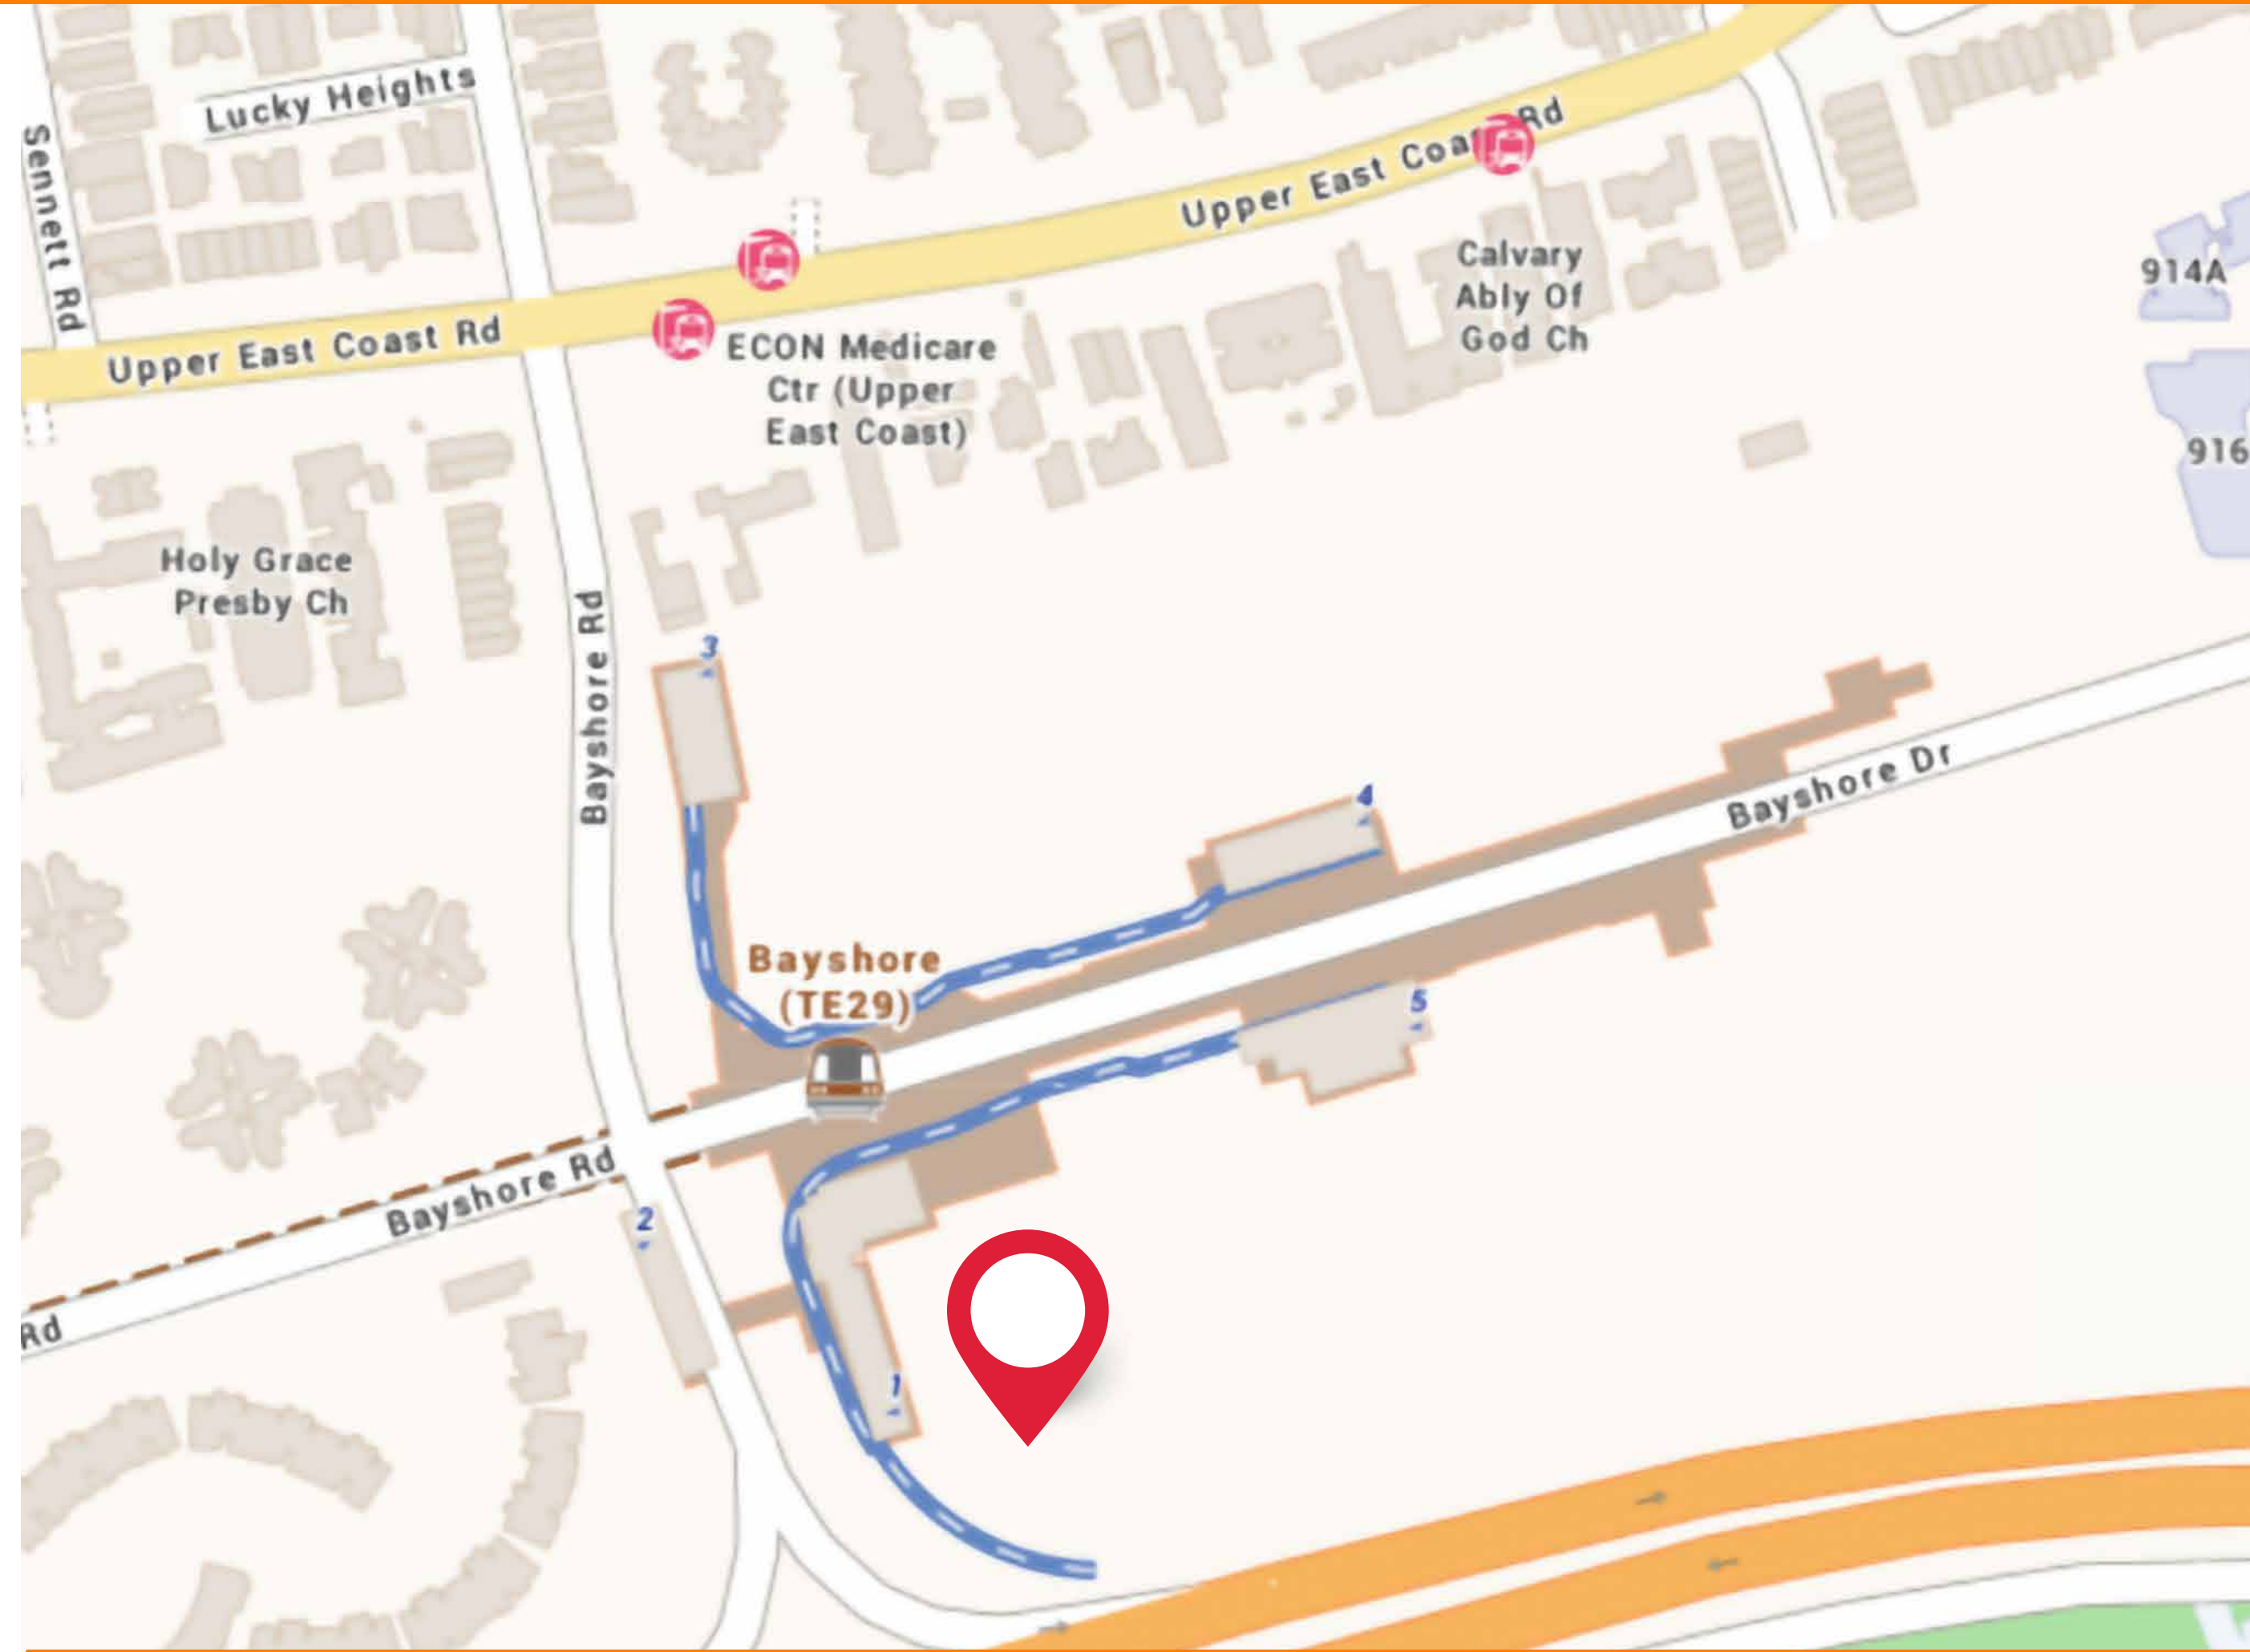 Lucky Heights
Sennett Rd
Upper East Coast Rd
Upper East Coast Rd
Calvary
Ably Of
God Ch
914A
916
ECON Medicare
Ctr (Upper
East Coast)
Holy Grace
Presby Ch
Bayshore Rd
3
4
Bayshore Dr
Bayshore
(TE29)
5
Bayshore Rd
2
Rd
1